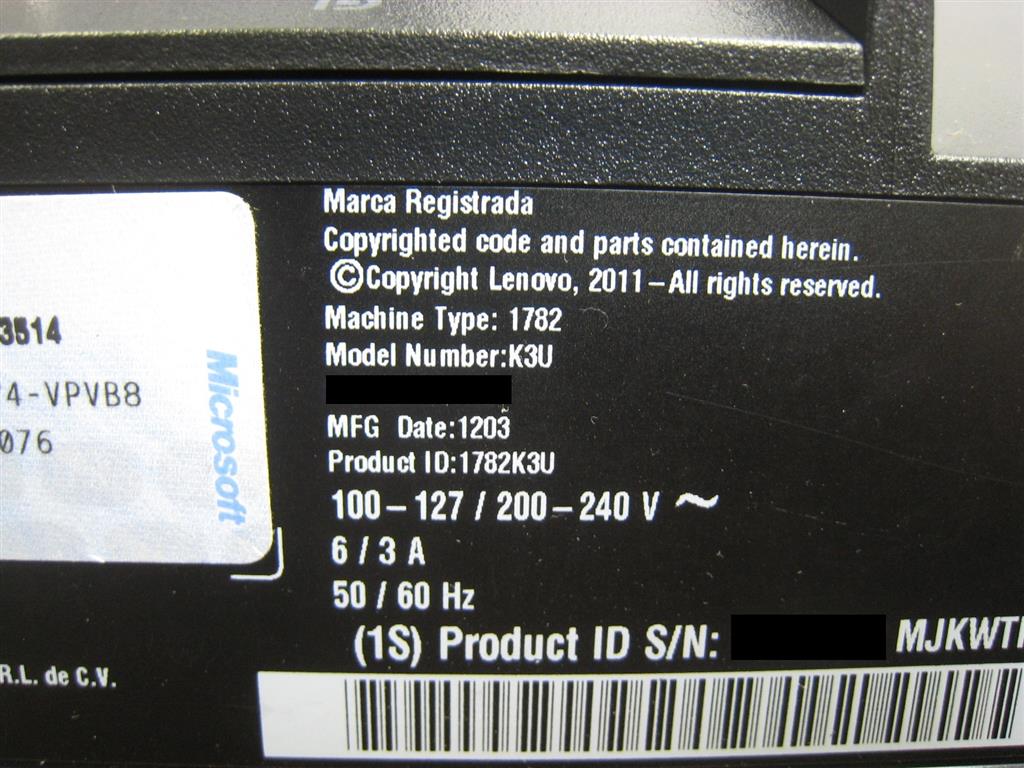 Marca Registrada
Copyrighted code and parts contained herein.
©Copyright Lenovo, 2011–All rights reserved.
Machine Type: 1782
Model Number:K3U
MFG Date:1203
Product ID:1782K3U
100–127 / 200–240 V ~
6 / 3 A
50 / 60 Hz
(1S) Product ID S/N: MJKWT
3514
4-VPVB8
076
Microsoft
R.L. de C.V.